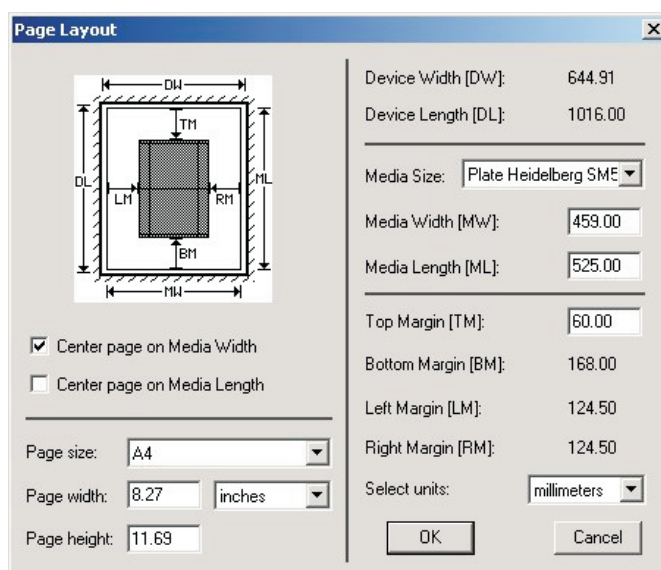 Page Layout
DW
TM
DL
ML
LM
RM
BM
MW
Center page on Media Width
Center page on Media Length
Page size: A4
Page width: 8.27 inches
Page height: 11.69
Device Width [DW]: 644.91
Device Length [DL]: 1016.00
Media Size: Plate Heidelberg SM5
Media Width [MW]: 459.00
Media Length [ML]: 525.00
Top Margin [TM]: 60.00
Bottom Margin [BM]: 168.00
Left Margin [LM]: 124.50
Right Margin [RM]: 124.50
Select units: millimeters
OK Cancel